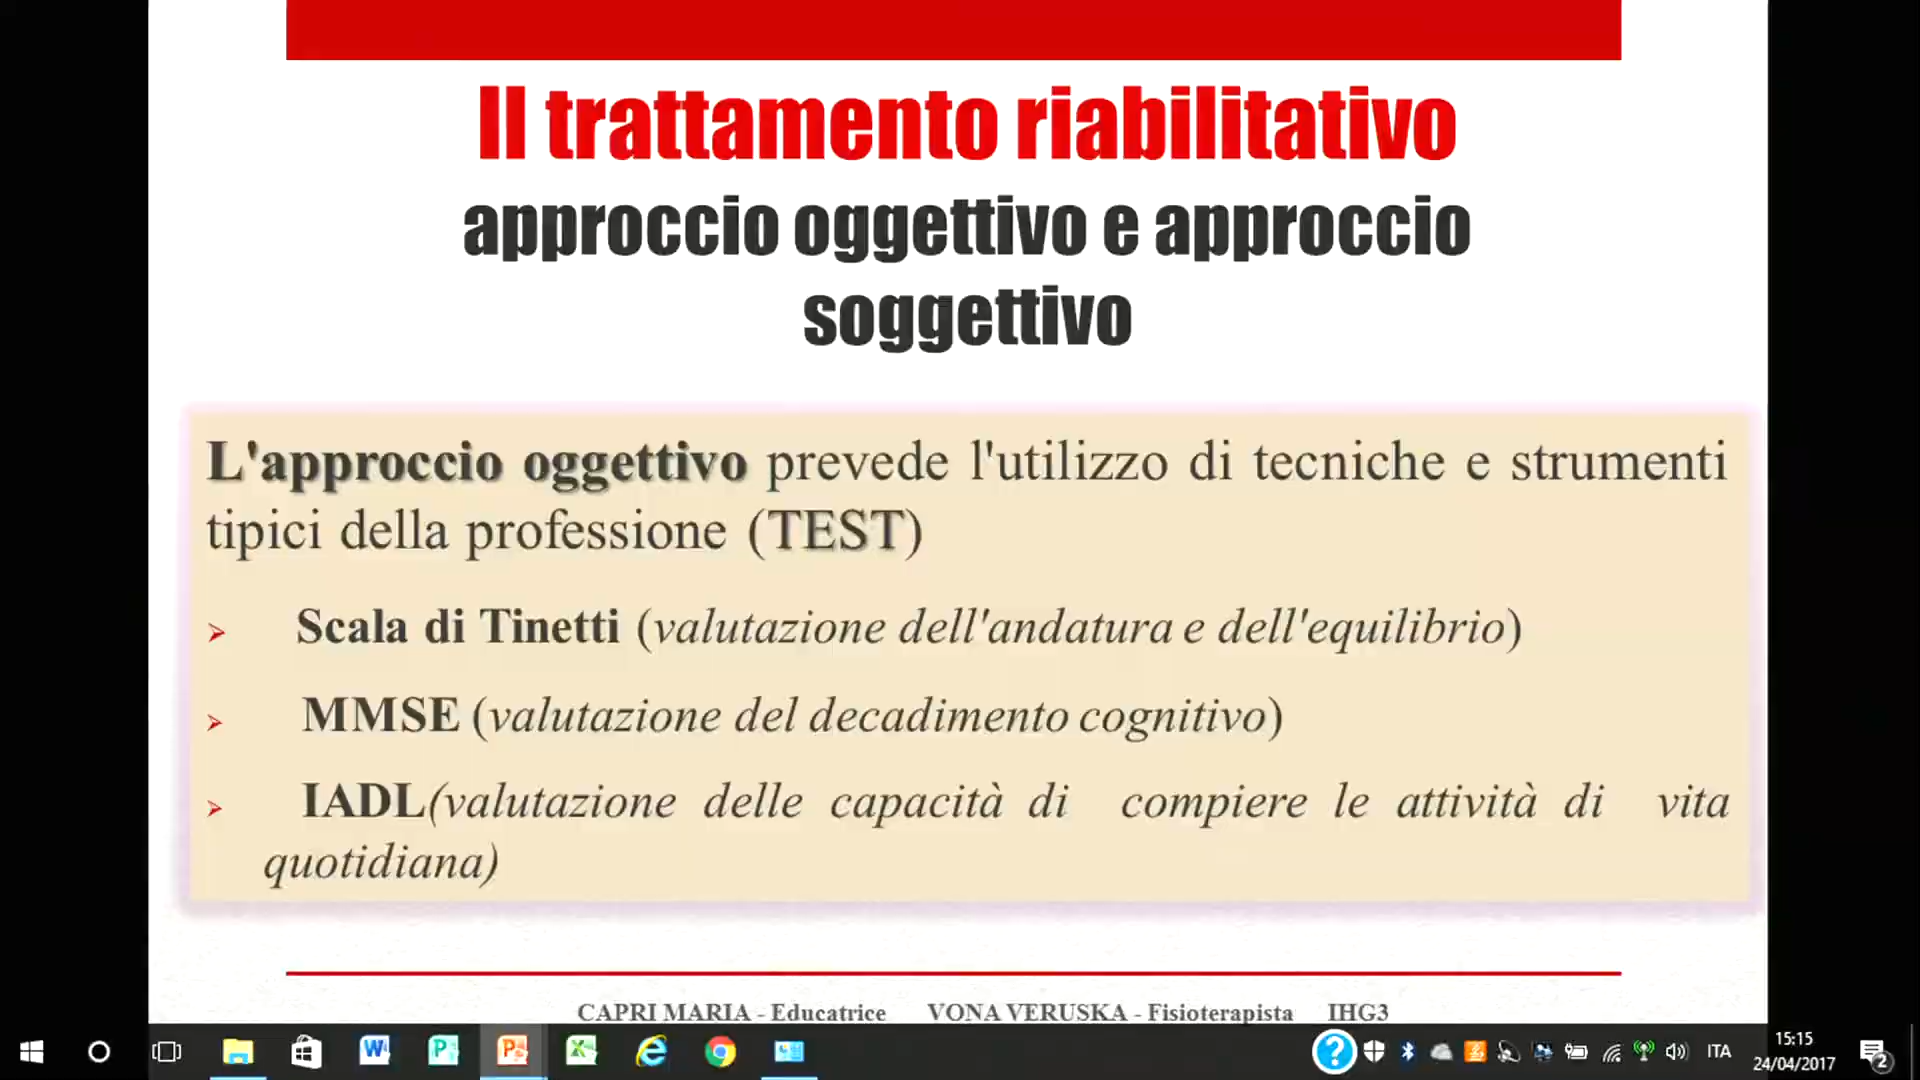 Il trattamento riabilitativo
approccio oggettivo e approccio
soggettivo
L'approccio oggettivo prevede l'utilizzo di tecniche e strumenti
tipici della professione (TEST)
Scala di Tinetti (valutazione dell'andatura e dell'equilibrio)
MMSE (valutazione del decadimento cognitivo)
IADL(valutazione delle capacità di compiere le attività di vita
quotidiana)
CAPRI MARIA - Educatrice VONA VERUSKA - Fisioterapista IHG3
ITA
15:15
24/04/2017
2